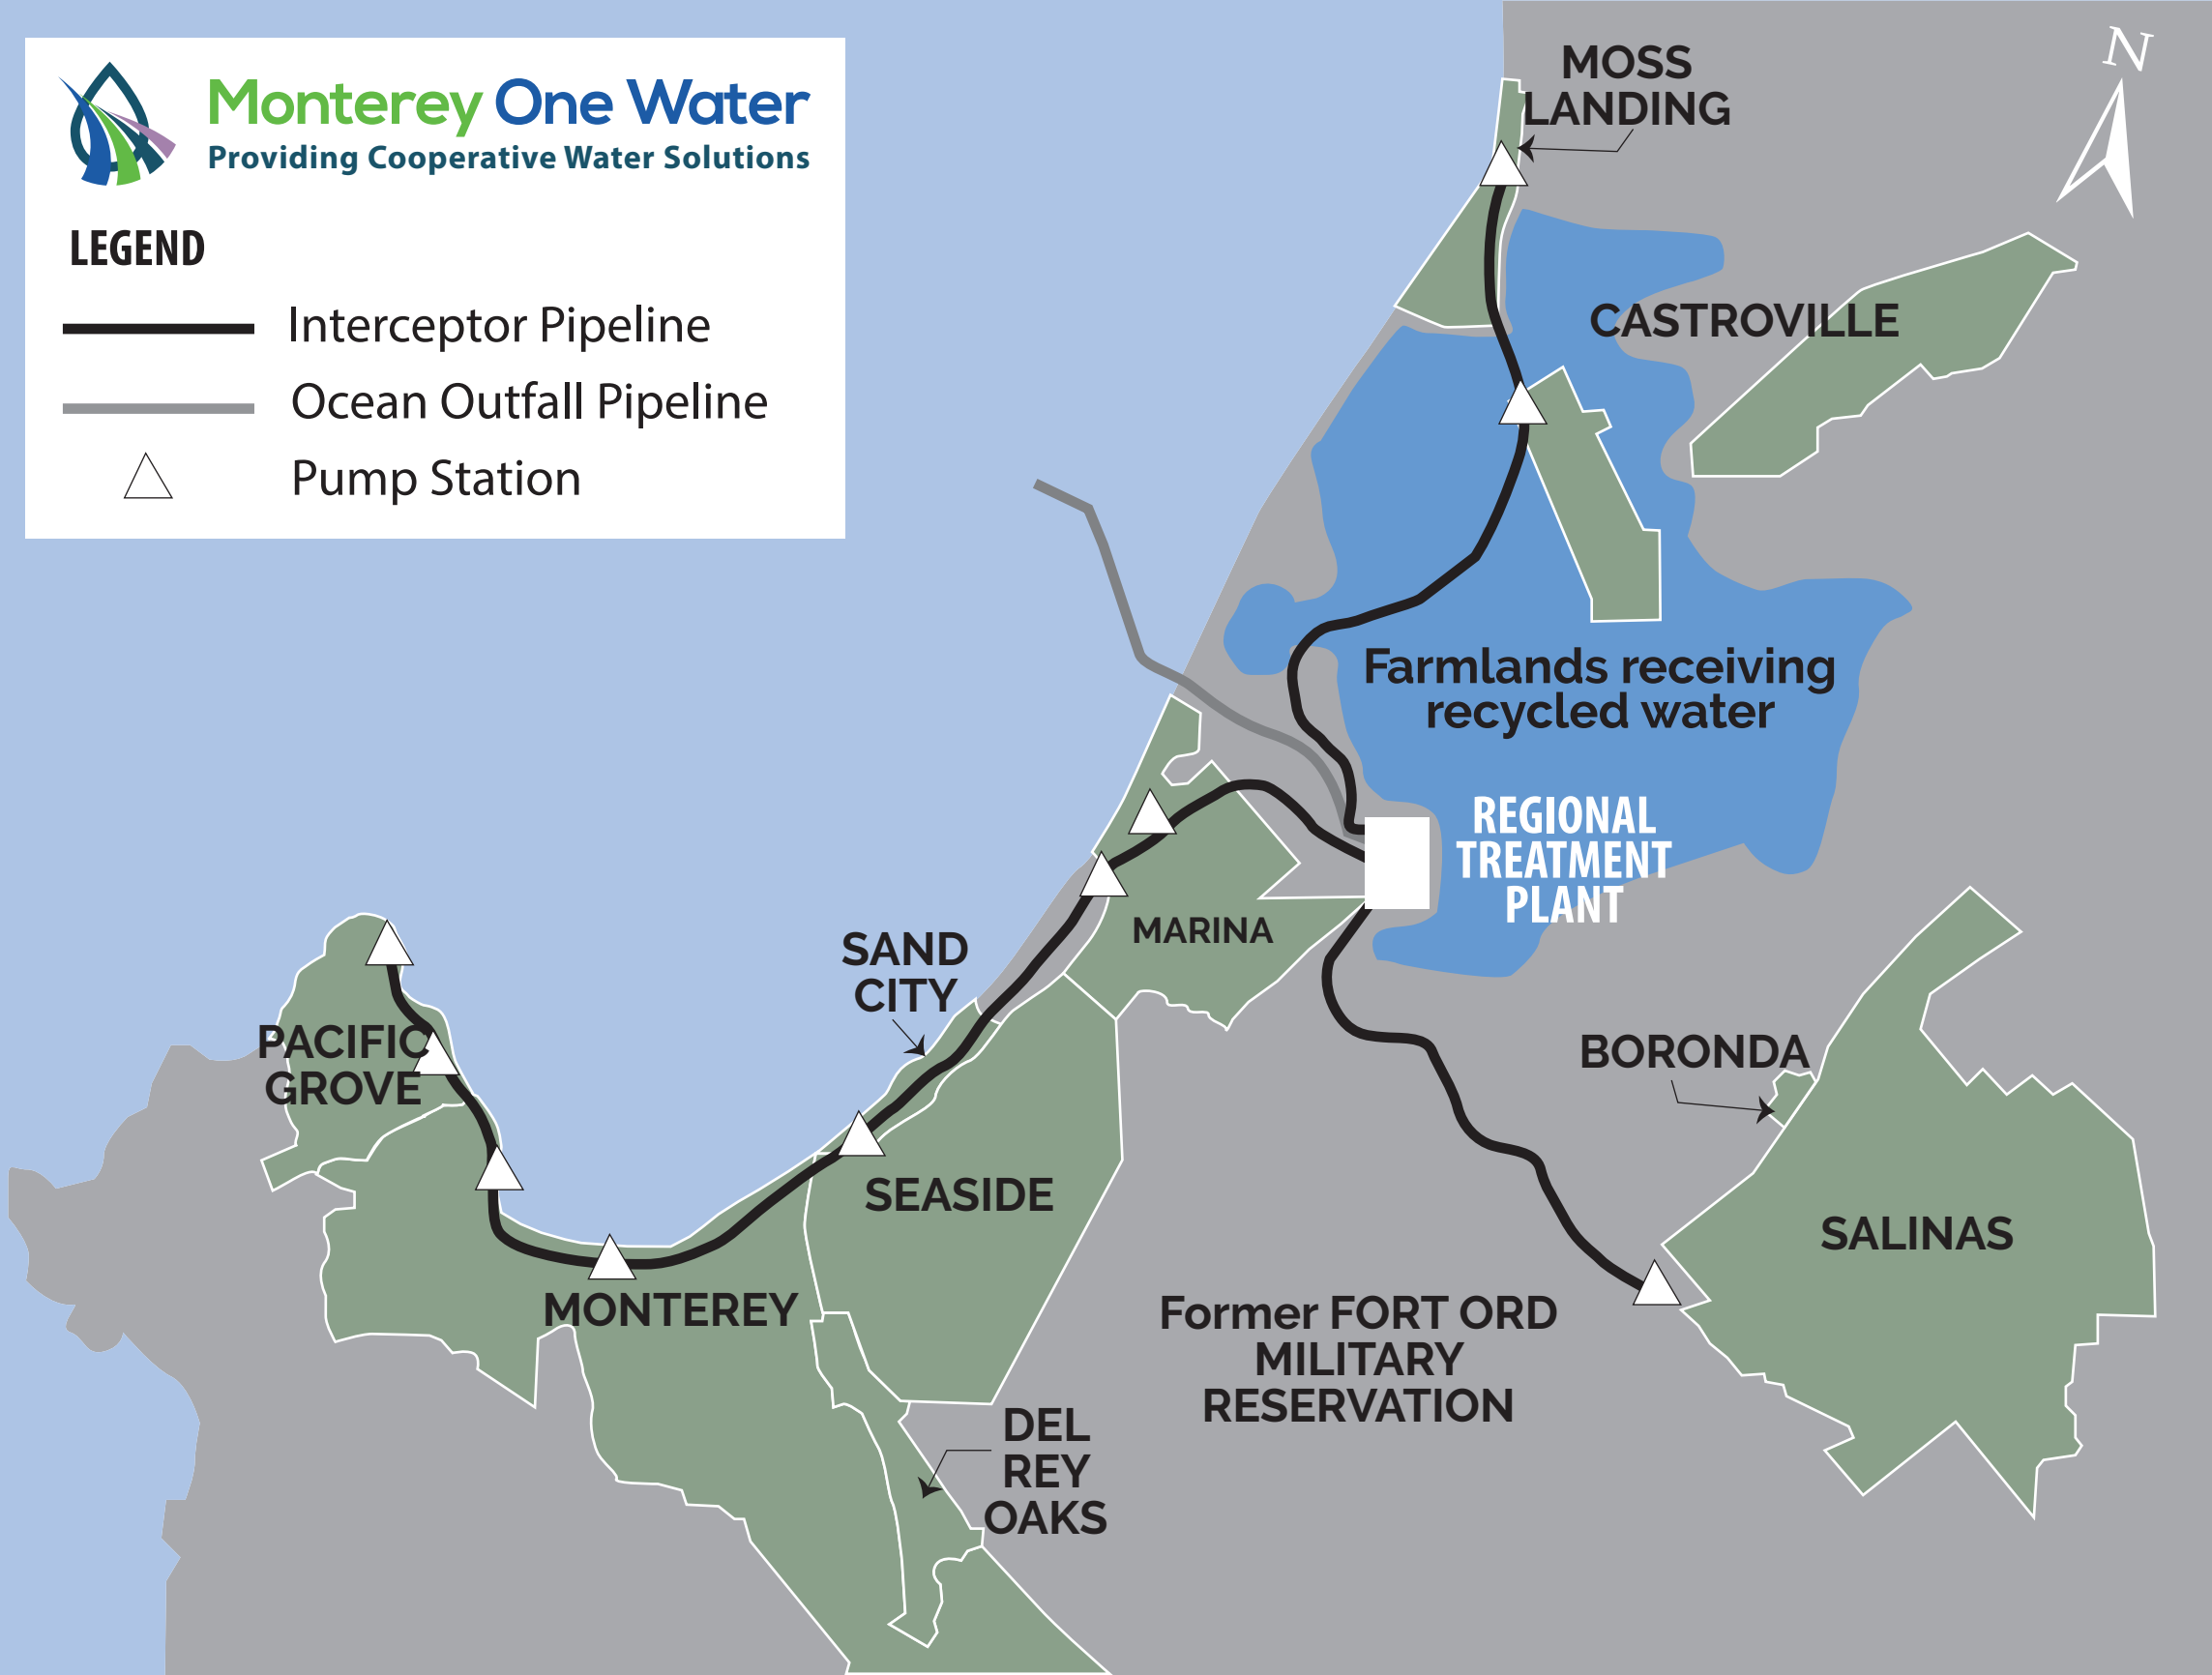 Monterey One Water
Providing Cooperative Water Solutions
LEGEND
Interceptor Pipeline
Ocean Outfall Pipeline
Pump Station
N
MOSS
LANDING
CASTROVILLE
Farmlands receiving
recycled water
REGIONAL
TREATMENT
PLANT
MARINA
SAND
CITY
PACIFIC
GROVE
BORONDA
SEASIDE
SALINAS
MONTEREY
Former FORT ORD
MILITARY
RESERVATION
DEL
REY
OAKS